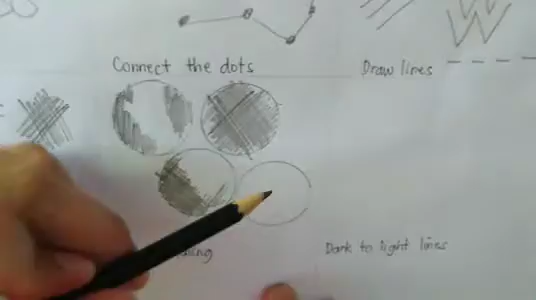 Connect the dots
Draw lines
Dark to light lines